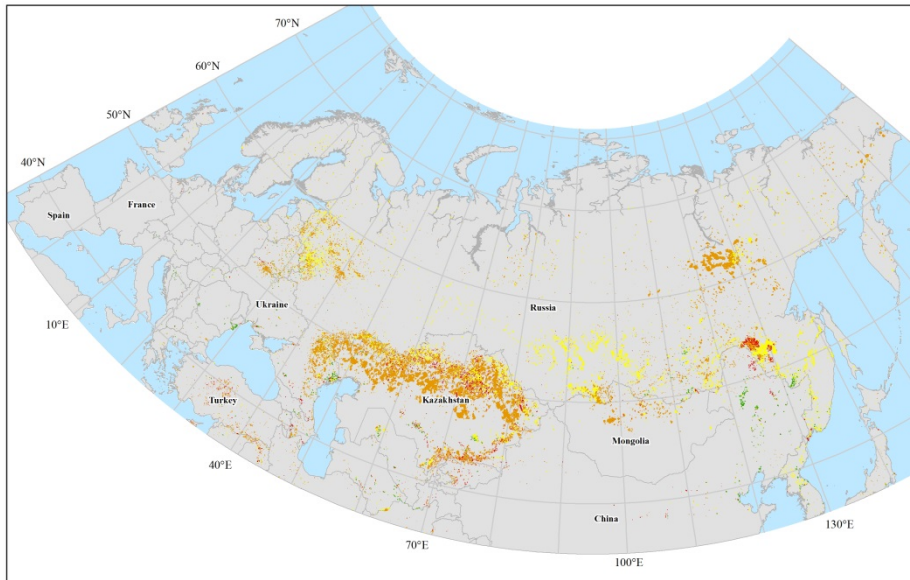 70°N
60°N
50°N
40°N
Spain
France
Ukraine
Russia
10°E
Turkey
Kazakhstan
Mongolia
40°E
China
70°E
130°E
100°E